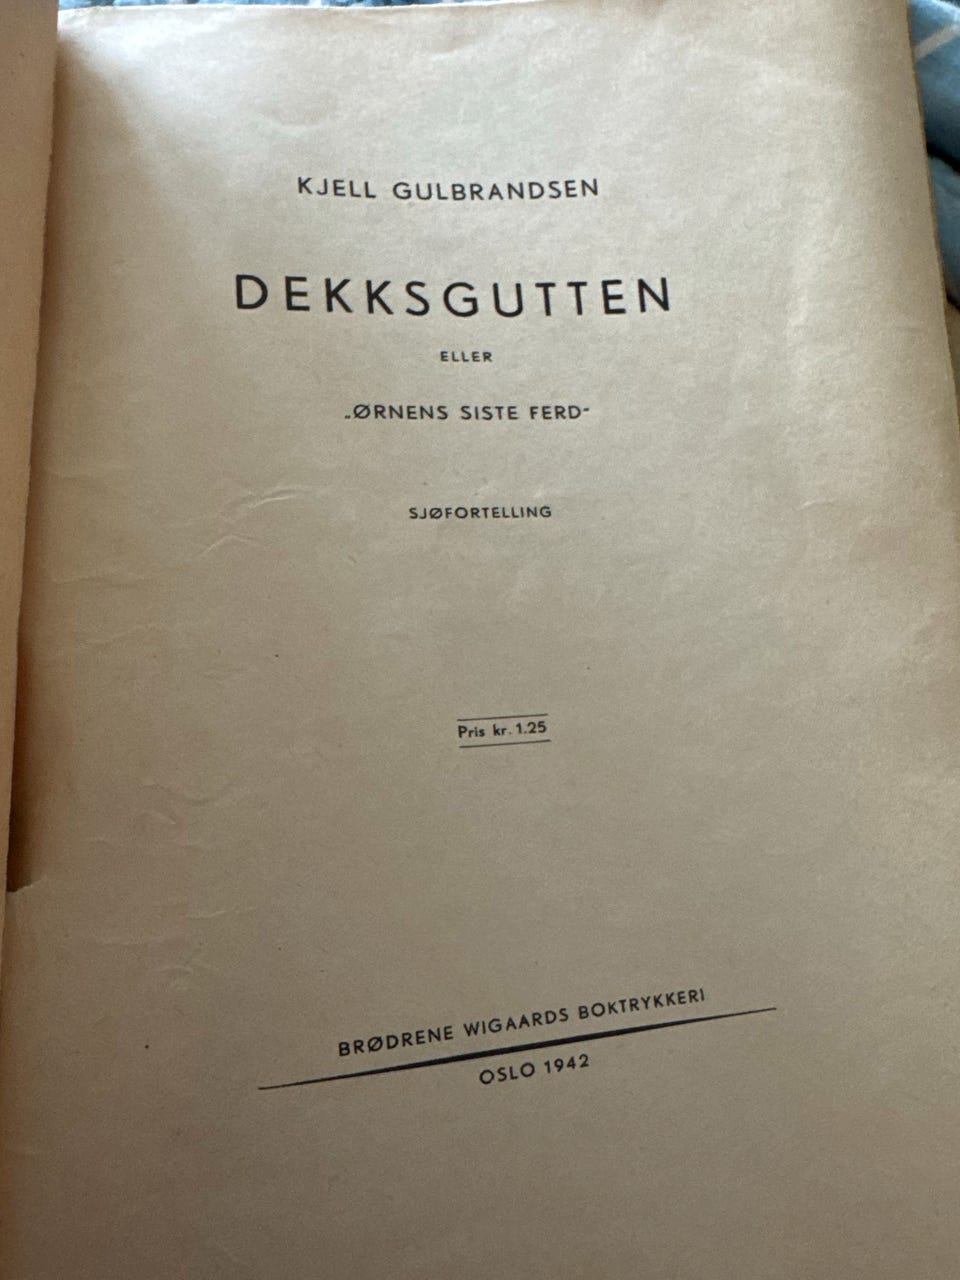 KJELL GULBRANDSEN
DEKKSGUTTEN
ELLER
„ØRNENS SISTE FERD“
SJØFORTELLING
Pris kr. 1.25
BRØDRENE WIGAARDS BOKTRYKKERI
OSLO 1942